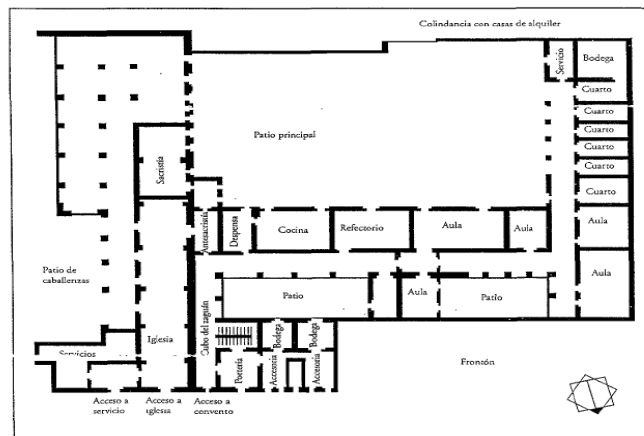 Colindancia con casas de alquiler
Servicio
Bodega
Cuarto
Cuarto
Cuarto
Cuarto
Cuarto
Cuarto
Patio principal
Sacristía
Antesacristía
Despensa
Cocina
Refectorio
Aula
Aula
Aula
Aula
Patio de
caballenzas
Patio
Aula
Patio
Cubo del zaguán
Iglesia
Servicios
Bodega
Bodega
Portería
Accesoria
Accesoria
Frontón
Acceso a
servicio
Acceso a
iglesia
Acceso a
convento